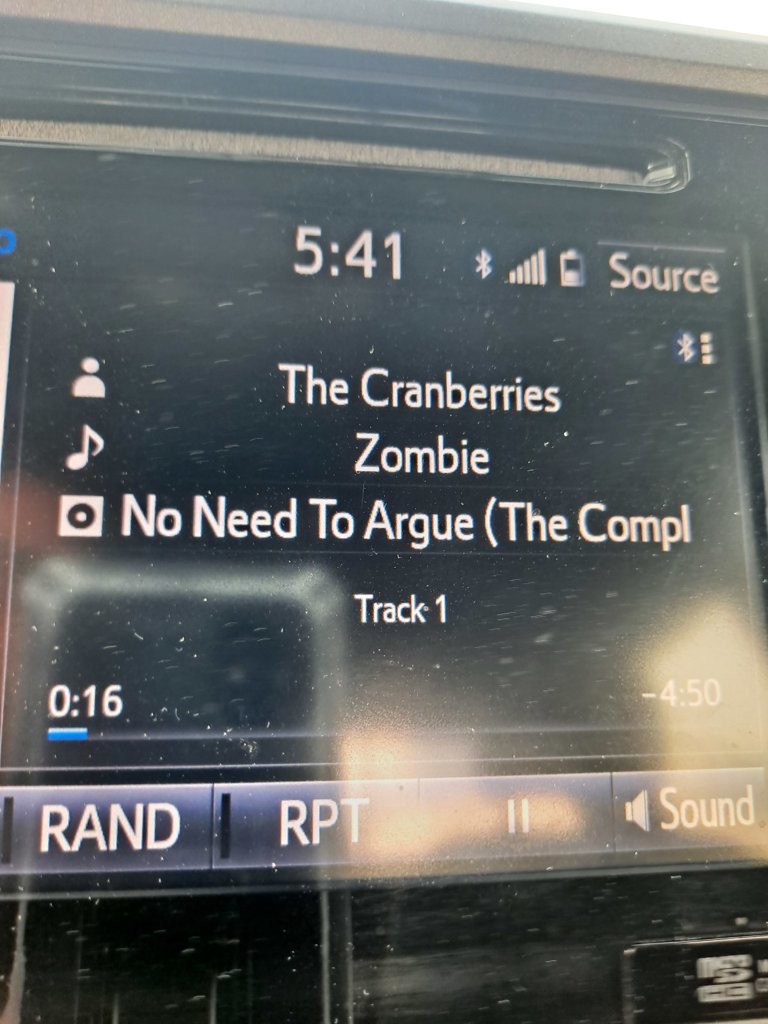 5:41 Source
The Cranberries
Zombie
No Need To Argue (The Compl
Track 1
0:16 -4:50
RAND RPT Sound